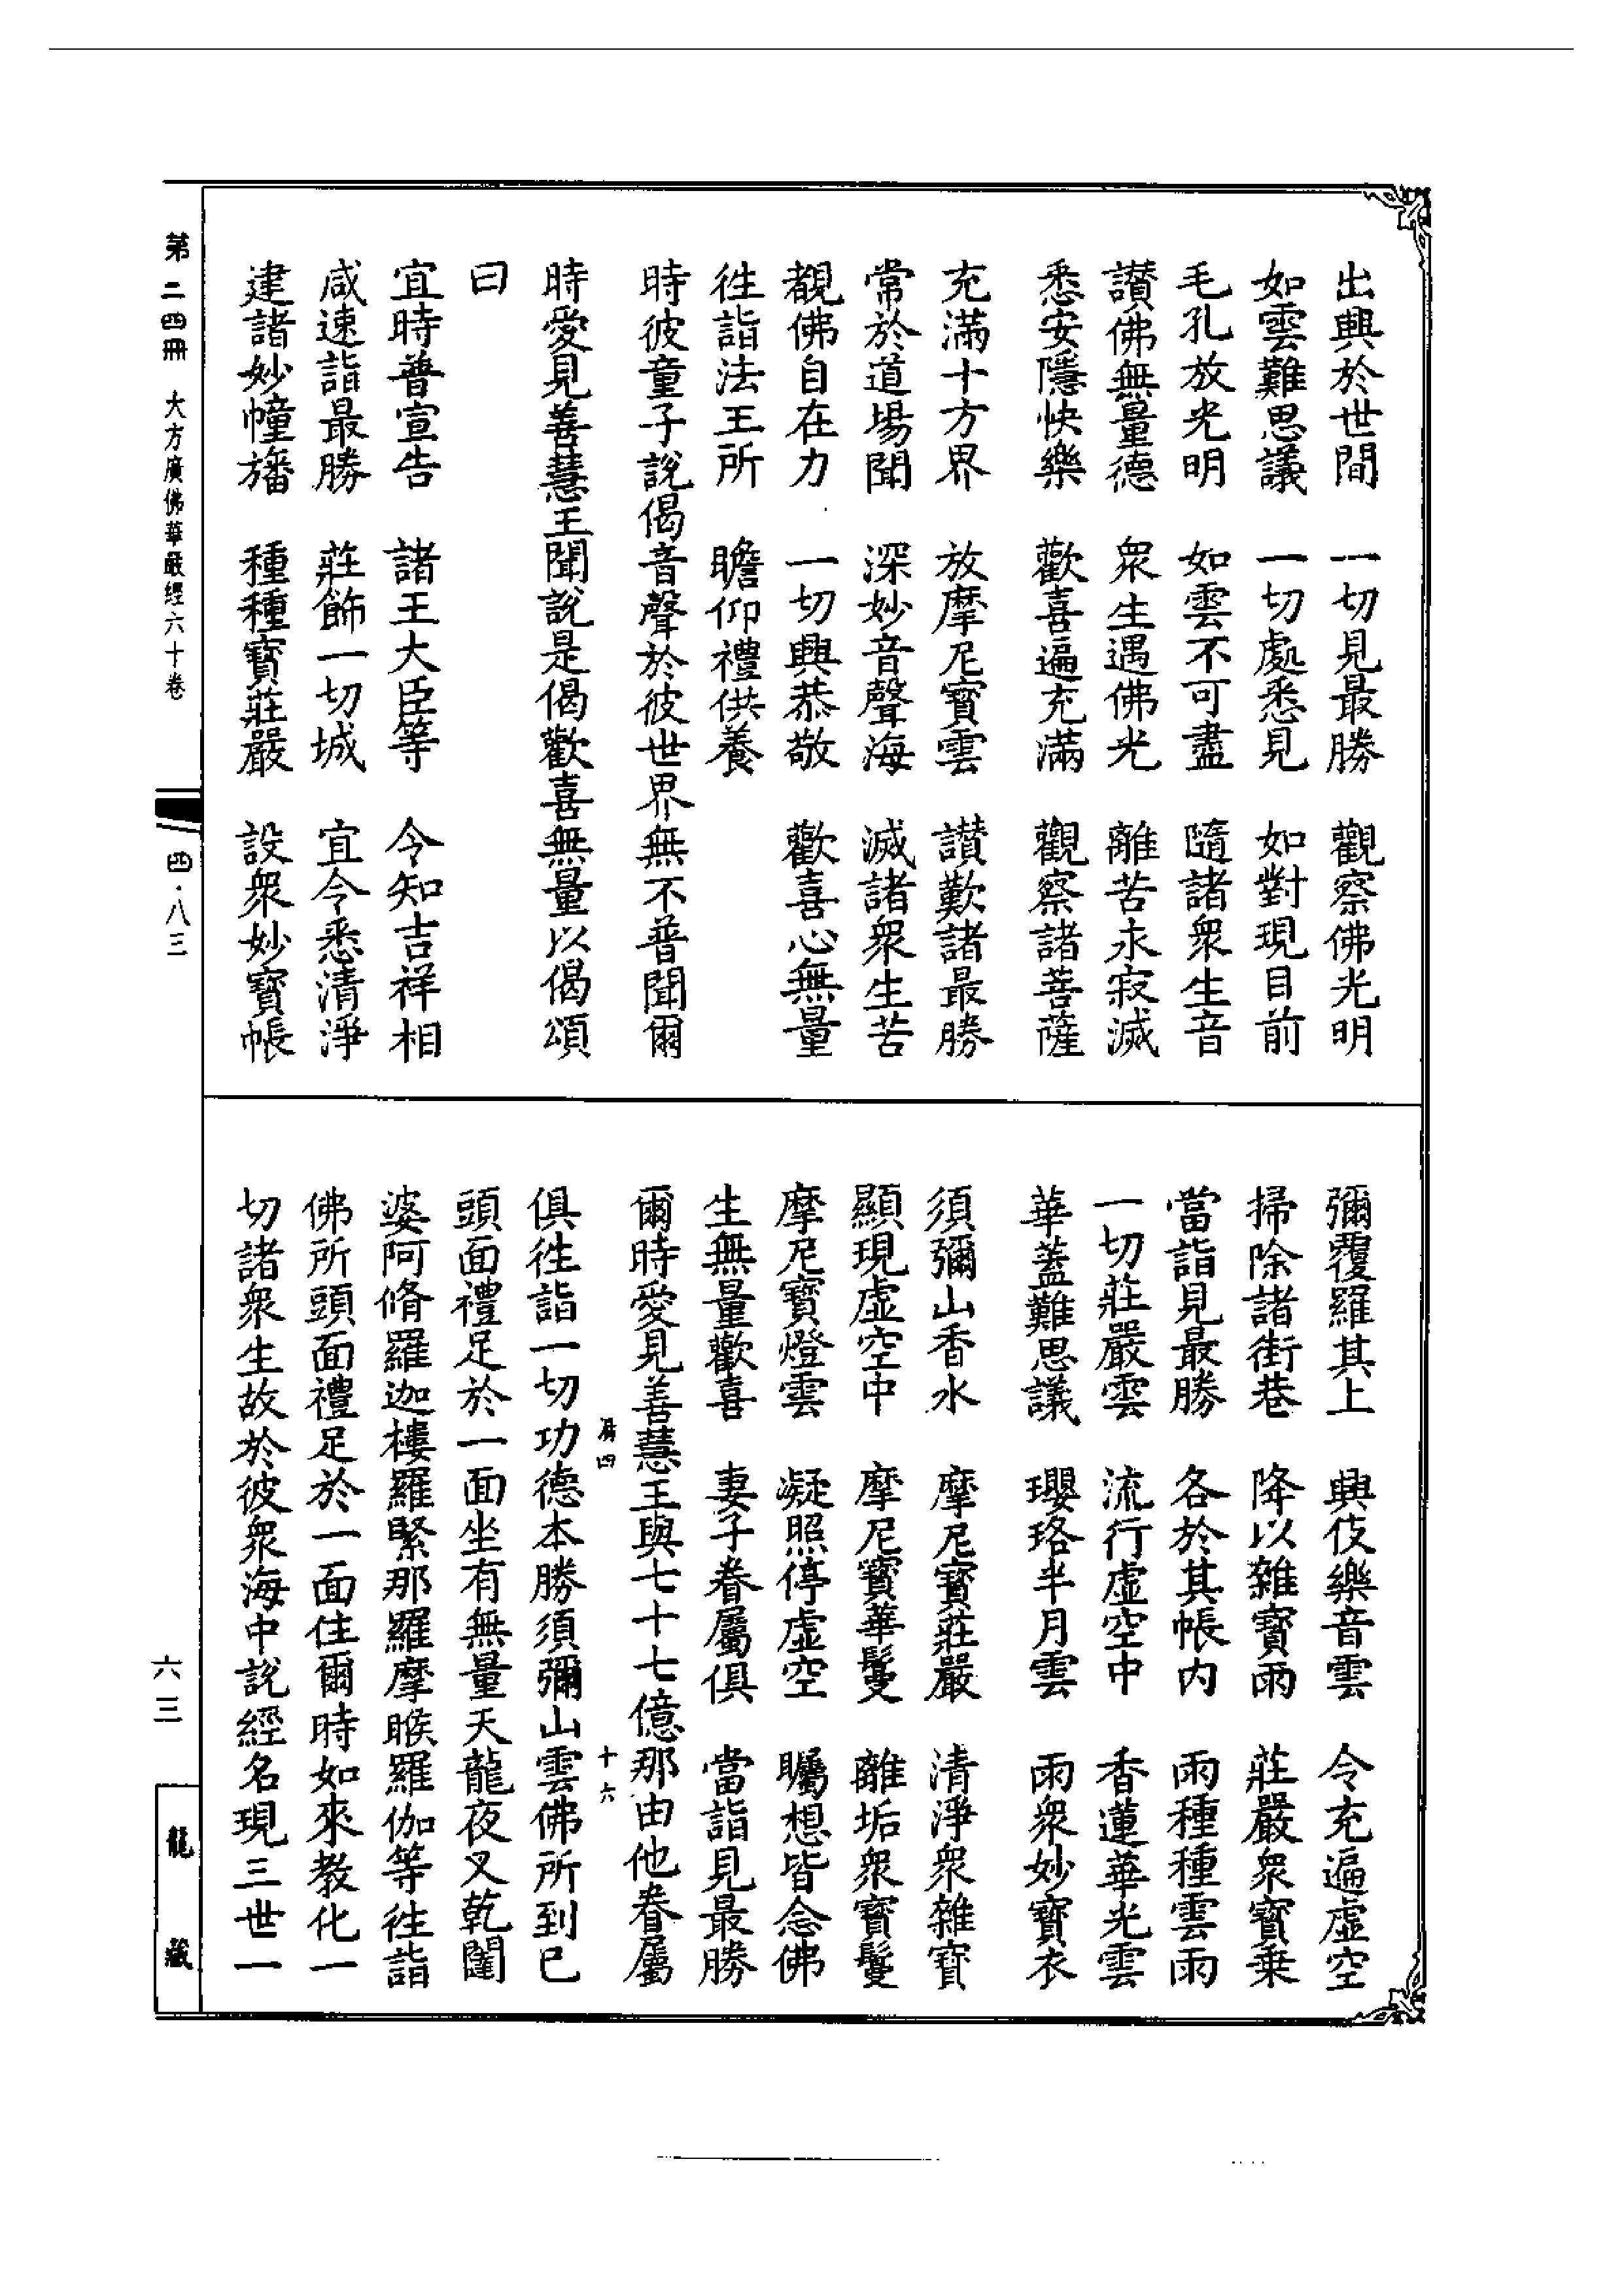 出興於世間　一切見最勝　觀察佛光明
如雲難思議　一切處悉見　如對現目前
毛孔放光明　如雲不可盡　隨諸衆生音
讃佛無量德　衆生遇佛光　離苦永寂滅
悉安隱快樂　歡喜遍充滿　觀察諸菩薩
充滿十方界　放摩尼寳雲　讃歎諸最勝
常於道場聞　深妙音聲海　滅諸衆生苦
覩佛自在力　一切興恭敬　歡喜心無量
徃詣法王所　瞻仰禮供養
時彼童子說偈音聲於彼世界無不普聞爾
時愛見善慧王聞說是偈歡喜無量以偈頌
曰
宜時普宣告　諸王大臣等　令知吉祥相
咸速詣最勝　莊飾一切城　宜令悉清淨
建諸妙幢旛　種種寳莊嚴　設衆妙寳帳
彌覆羅其上　興伎樂音雲　令充遍虛空
掃除諸街巷　降以雜寳雨　莊嚴衆寳乗
當詣見最勝　各於其帳内　雨種種雲雨
一切莊嚴雲　流行虛空中　香蓮華光雲
華葢難思議　瓔珞半月雲　雨衆妙寳衣
須彌山香水　摩尼寳莊嚴　清淨衆雜寳
顯現虛空中　摩尼寳華鬘　離垢衆寳鬘
摩尼寳燈雲　凝照停虛空　矚想皆念佛
生無量歡喜　妻子眷屬俱　當詣見最勝
爾時愛見善慧王與七十七億那由他眷屬
俱徃詣一切功德本勝須彌山雲佛所到已
頭面禮足於一面坐有無量天龍夜叉乾闥
婆阿脩羅迦樓羅緊那羅摩睺羅伽等徃詣
佛所頭面禮足於一面住爾時如來教化一
切諸衆生故於彼衆海中說經名現三世一
四
十六
第二四冊　大方廣佛華嚴經六十卷
四·八三
六三
龍藏